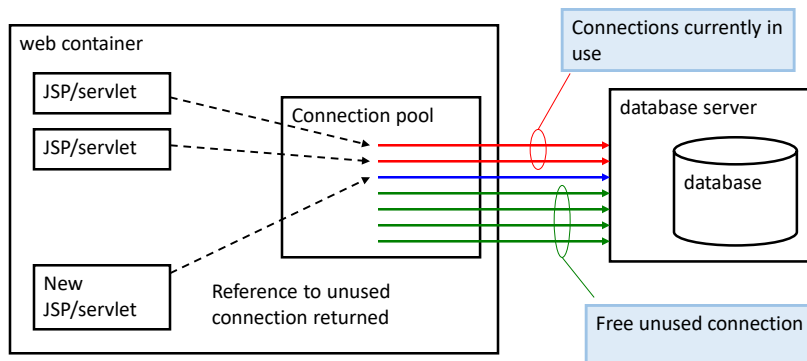 web container
JSP/servlet
JSP/servlet
New
JSP/servlet
Connection pool
Reference to unused
connection returned
Connections currently in
use
database server
database
Free unused connection